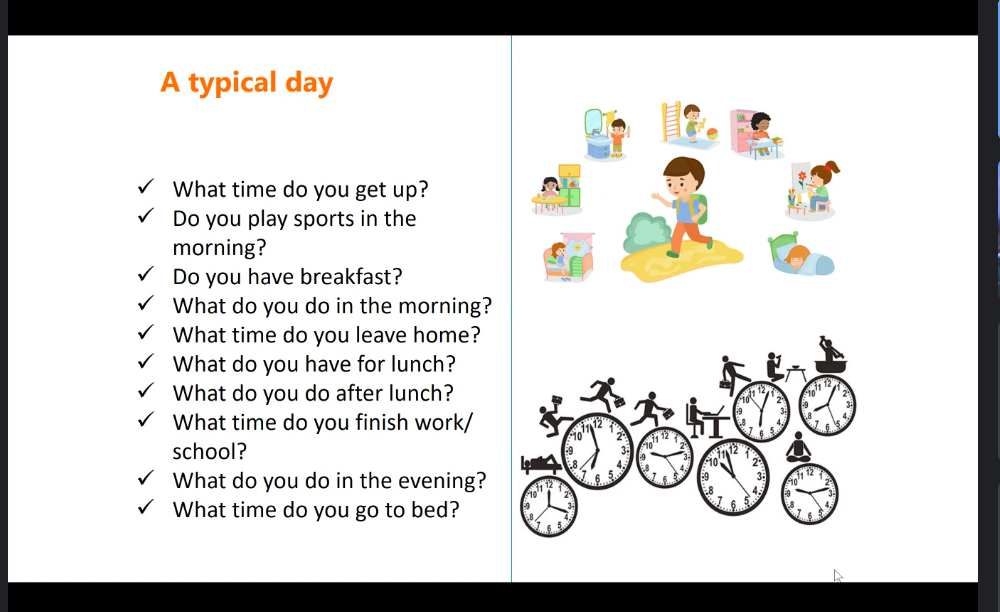 A typical day
✓ What time do you get up?
✓ Do you play sports in the
morning?
✓ Do you have breakfast?
✓ What do you do in the morning?
✓ What time do you leave home?
✓ What do you have for lunch?
✓ What do you do after lunch?
✓ What time do you finish work/
school?
✓ What do you do in the evening?
✓ What time do you go to bed?